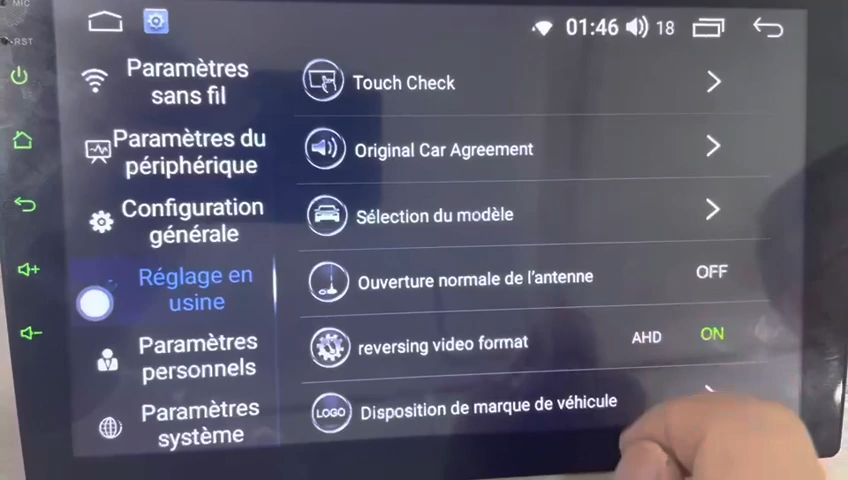 MIC
RST
01:46
18
Paramètres
sans fil
Paramètres du
périphérique
Configuration
générale
Réglage en
usine
Paramètres
personnels
Paramètres
système
Touch Check
Original Car Agreement
Sélection du modèle
Ouverture normale de l'antenne OFF
reversing video format AHD ON
LOGO Disposition de marque de véhicule